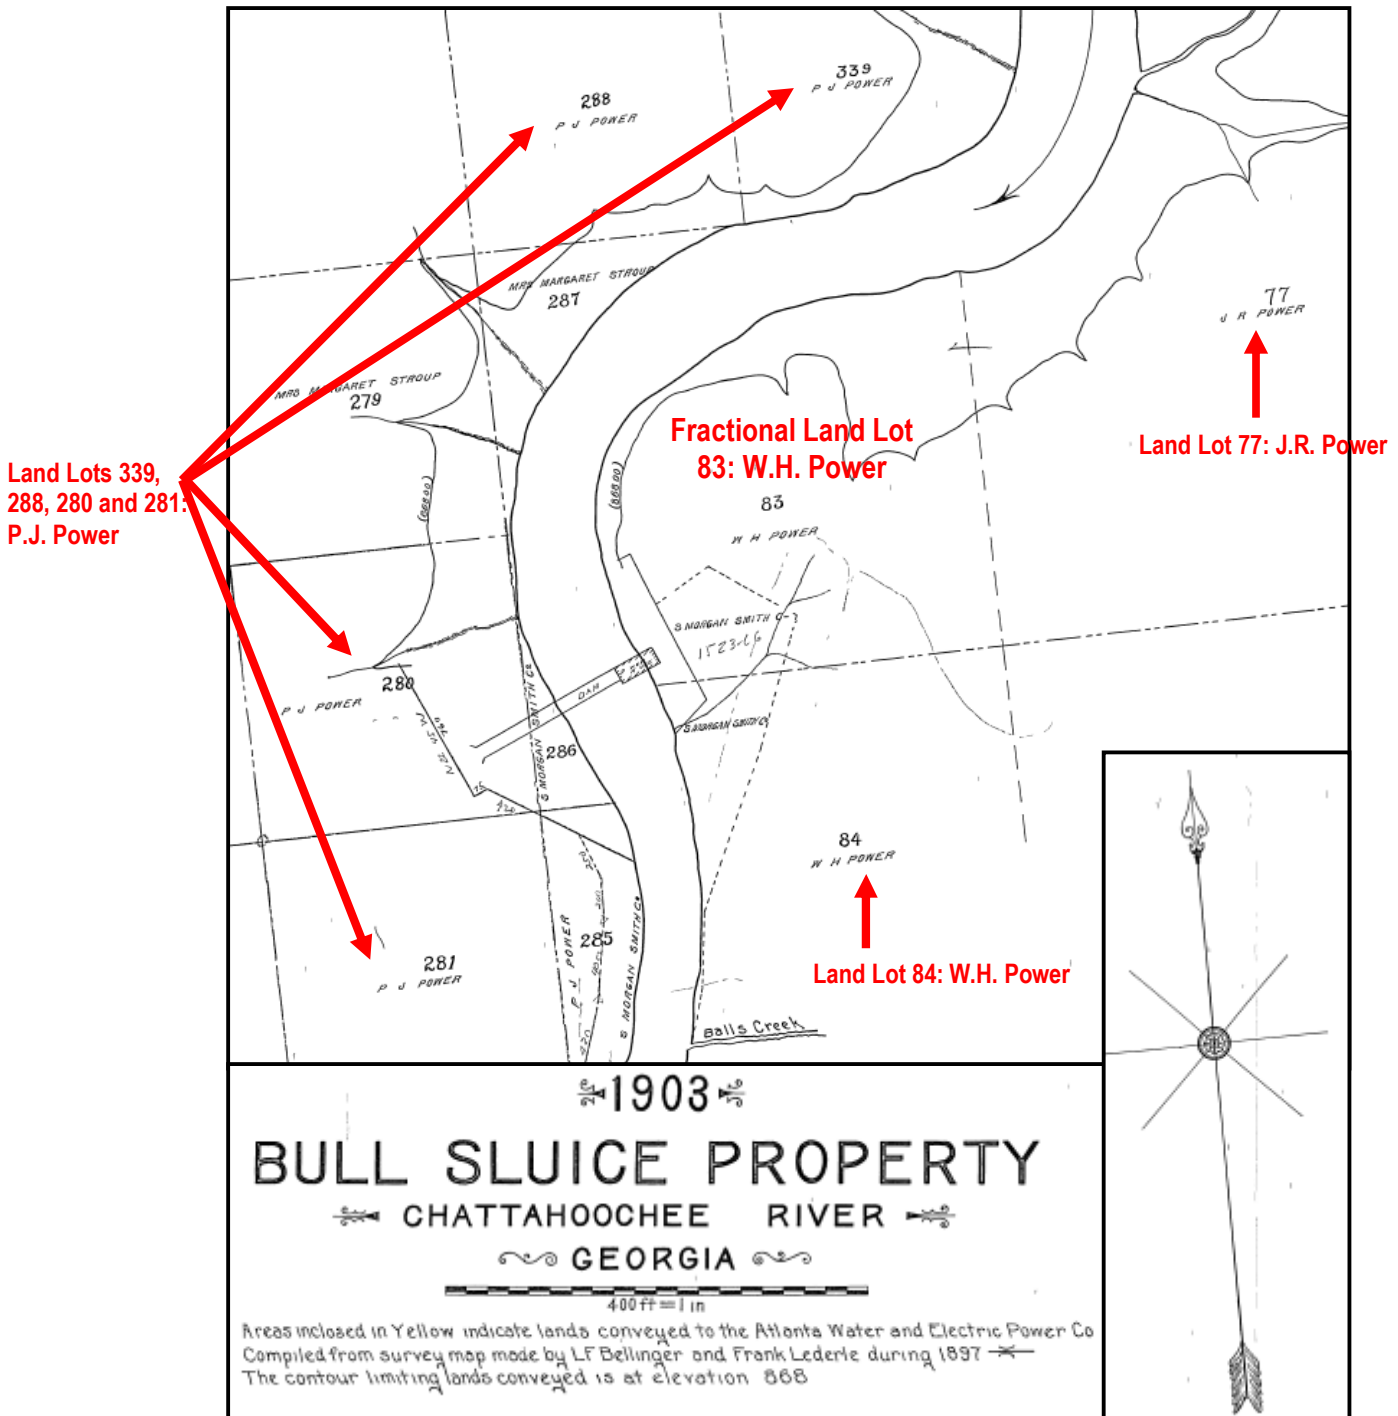 339
P J POWER
288
P J POWER
MRS MARGARET STROUP
287
77
J R POWER
MRS MARGARET STROUP
279
Fractional Land Lot
83: W.H. Power
Land Lot 77: J.R. Power
Land Lots 339,
288, 280 and 281:
P.J. Power
(868.00)
(868.00)
83
W H POWER
S MORGAN SMITH Co
DAM
280
P J POWER
S MORGAN SMITH Co
S. MORGAN SMITH Co
286
84
W H POWER
Land Lot 84: W.H. Power
P J POWER
285
S MORGAN SMITH Co
281
P J POWER
Balls Creek
1903
BULL SLUICE PROPERTY
CHATTAHOOCHEE RIVER
GEORGIA
400 ft = 1 in
Areas inclosed in Yellow indicate lands conveyed to the Atlanta Water and Electric Power Co
Compiled from survey map made by LF Bellinger and Frank Lederle during 1897
The contour limiting lands conveyed is at elevation 868